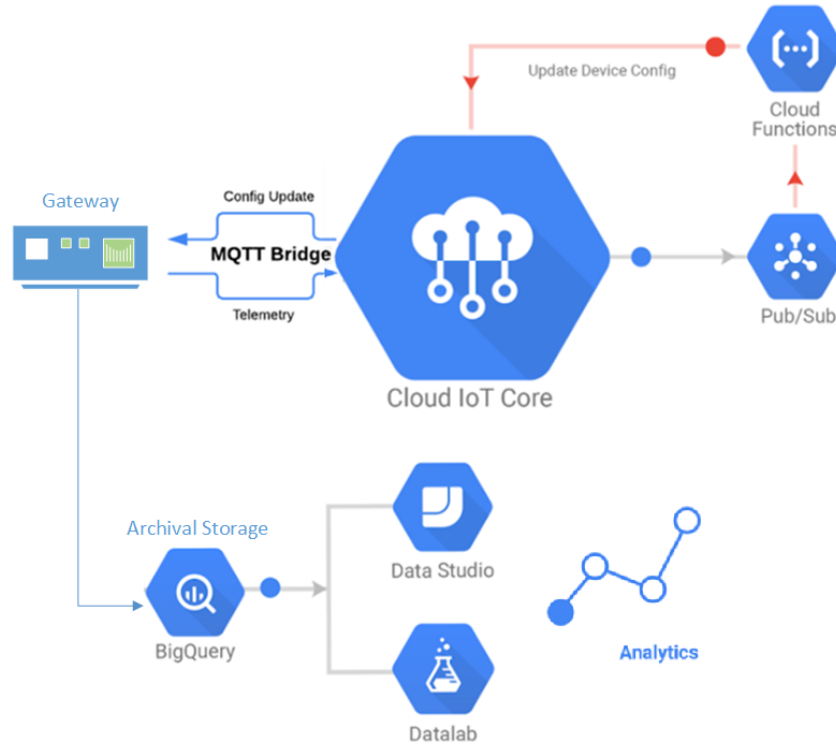 Update Device Config
Cloud
Functions
Gateway
Config Update
MQTT Bridge
Telemetry
Pub/Sub
Cloud IoT Core
Archival Storage
Data Studio
BigQuery
Analytics
Datalab